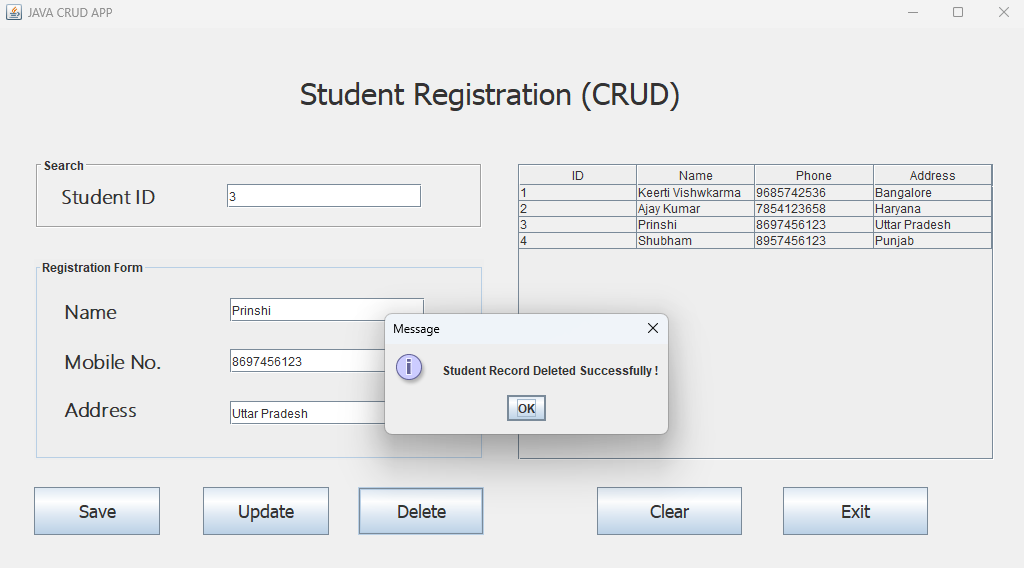 JAVA CRUD APP
Student Registration (CRUD)
Search
Student ID 3
Registration Form
Name Prinshi
Mobile No. 8697456123
Address Uttar Pradesh
ID Name Phone Address
1 Keerti Vishwkarma 9685742536 Bangalore
2 Ajay Kumar 7854123658 Haryana
3 Prinshi 8697456123 Uttar Pradesh
4 Shubham 8957456123 Punjab
Message
i
Student Record Deleted Successfully !
OK
Save Update Delete Clear Exit